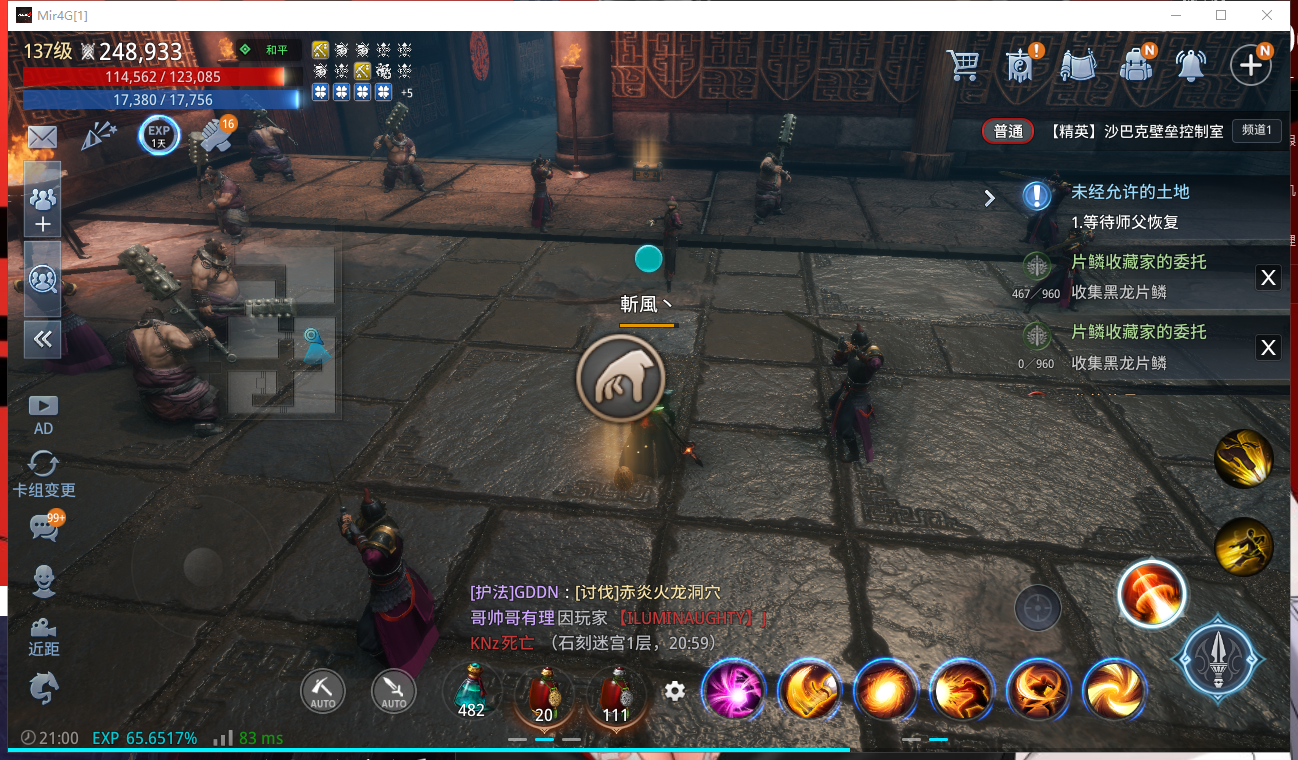 Mir4G[1]
137级 248,933 和平
114,562 / 123,085
17,380 / 17,756
+5
EXP
1天
16
N
N
普通 【精英】沙巴克壁垒控制室 频道1
未经允许的土地
1.等待师父恢复
片鳞收藏家的委托
467/960 收集黑龙片鳞
X
片鳞收藏家的委托
0/960 收集黑龙片鳞
X
斬風丶
AD
卡组变更
99+
近距
[护法]GDDN：[讨伐]赤炎火龙洞穴
哥帅哥有理因玩家【ILUMINAUGHTY】]
KNz死亡 （石刻迷宫1层，20:59）
AUTO
AUTO
482
20
111
21:00 EXP 65.6517% 83 ms